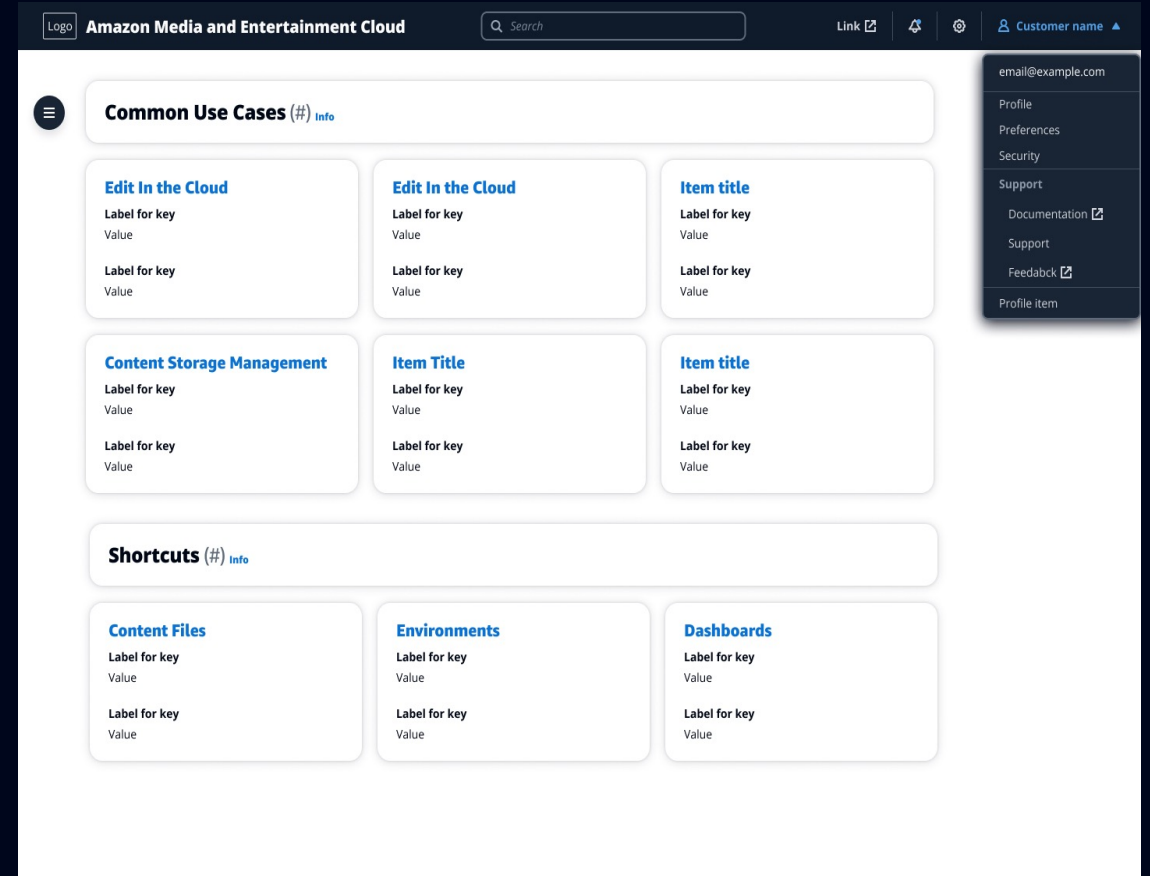 Logo Amazon Media and Entertainment Cloud Search Link Customer name
email@example.com
Profile
Preferences
Security
Support
Documentation
Support
Feedabck
Profile item
Common Use Cases (#) Info
Edit In the Cloud
Label for key
Value
Label for key
Value
Edit In the Cloud
Label for key
Value
Label for key
Value
Item title
Label for key
Value
Label for key
Value
Content Storage Management
Label for key
Value
Label for key
Value
Item Title
Label for key
Value
Label for key
Value
Item title
Label for key
Value
Label for key
Value
Shortcuts (#) Info
Content Files
Label for key
Value
Label for key
Value
Environments
Label for key
Value
Label for key
Value
Dashboards
Label for key
Value
Label for key
Value